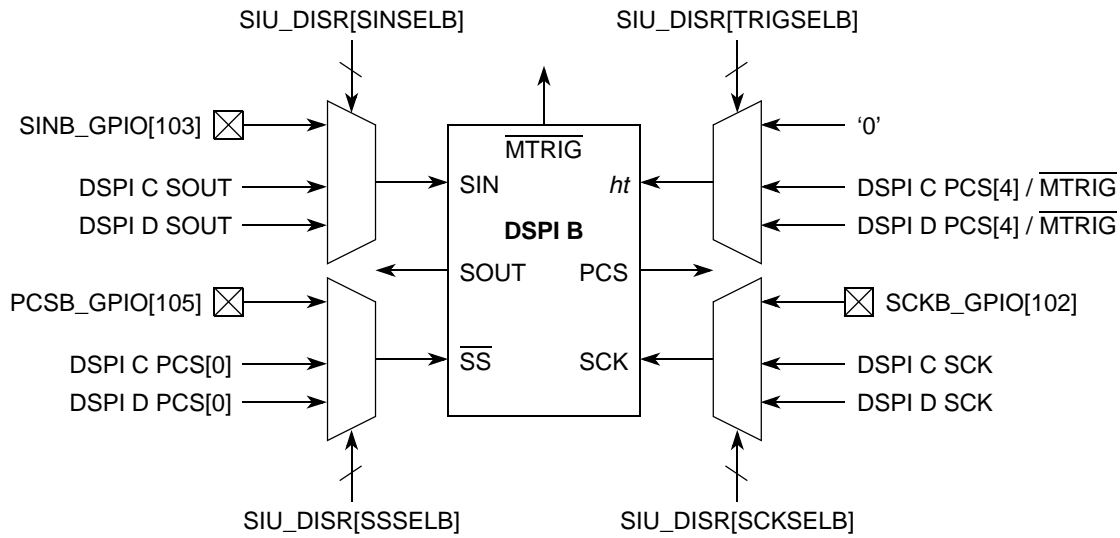 SIU_DISR[SINSELB]
SIU_DISR[TRIGSELB]
SINB_GPIO[103]
DSPI C SOUT
DSPI D SOUT
MTRIG
SIN
ht
DSPI B
SOUT
PCS
SS
SCK
‘0’
DSPI C PCS[4] / MTRIG
DSPI D PCS[4] / MTRIG
PCSB_GPIO[105]
DSPI C PCS[0]
DSPI D PCS[0]
SCKB_GPIO[102]
DSPI C SCK
DSPI D SCK
SIU_DISR[SSSELB]
SIU_DISR[SCKSELB]